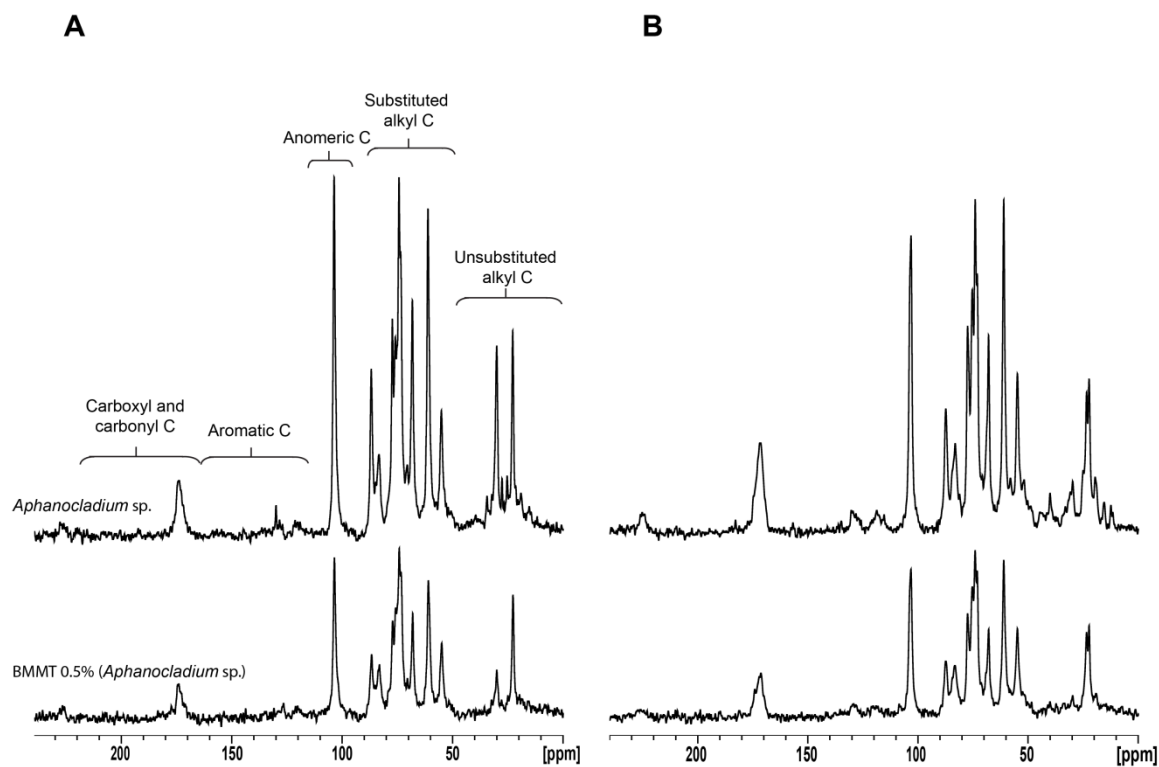 A
B
Substituted
alkyl C
Anomeric C
Unsubstituted
alkyl C
Carboxyl and
carbonyl C
Aromatic C
Aphanocladium sp.
BMMT 0.5% (Aphanocladium sp.)
200 150 100 50 [ppm]
200 150 100 50 [ppm]